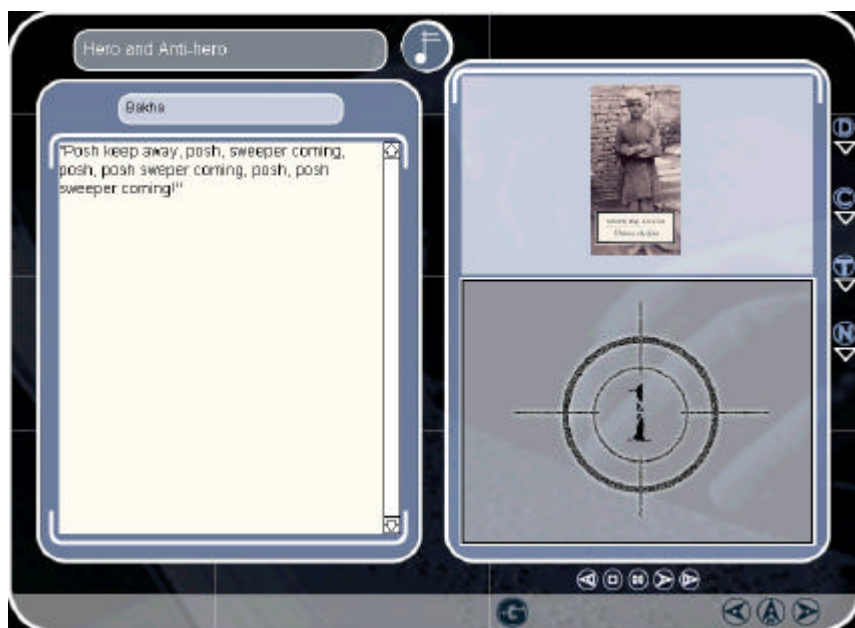 Hero and Anti-hero
Bakha
"Posh keep away, posh, sweeper coming,
posh, posh sweper coming, posh, posh
sweeper coming!"
D
C
T
N
1
G